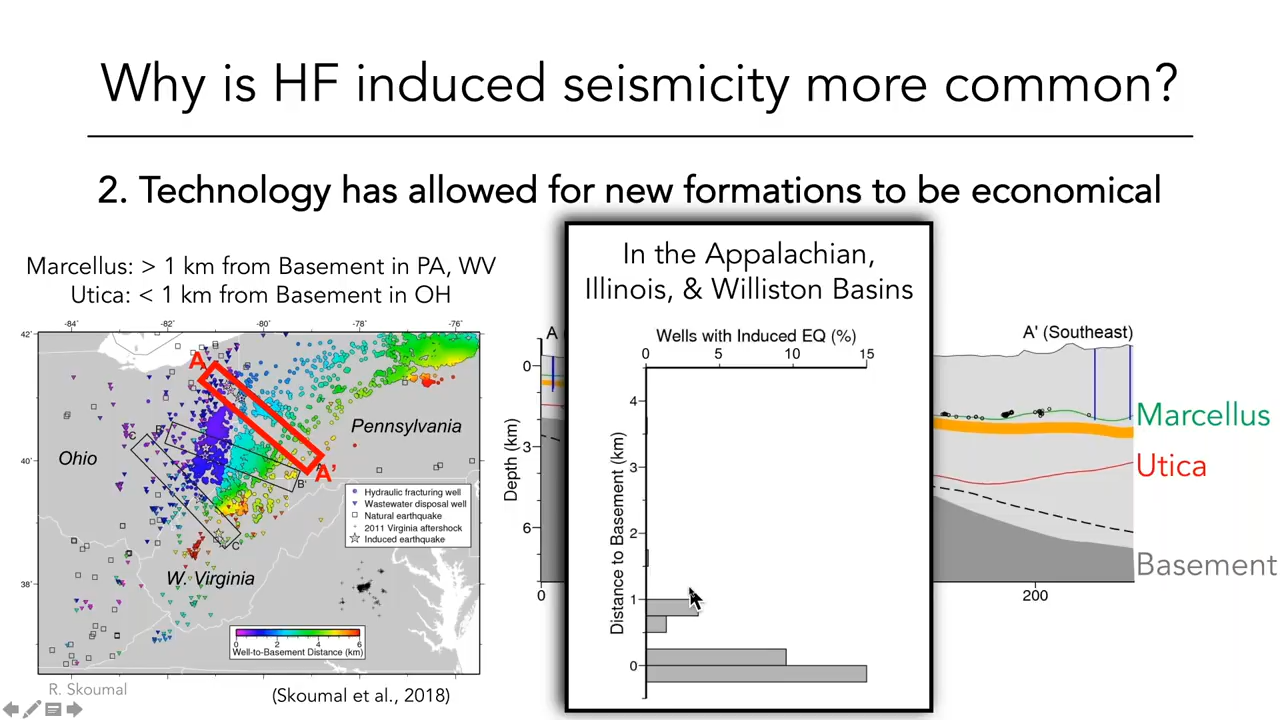 Why is HF induced seismicity more common?
2. Technology has allowed for new formations to be economical
Marcellus: > 1 km from Basement in PA, WV
Utica: < 1 km from Basement in OH
-84˚ -82˚ -80˚ -78˚ -76˚
42˚
40˚
38˚
A
A'
B'
C
C'
Ohio
Pennsylvania
W. Virginia
Hydraulic fracturing well
Wastewater disposal well
Natural earthquake
2011 Virginia aftershock
Induced earthquake
0 2 4 6
Well-to-Basement Distance (km)
R. Skoumal
(Skoumal et al., 2018)
In the Appalachian,
Illinois, & Williston Basins
Wells with Induced EQ (%)
0 5 10 15
Distance to Basement (km)
4
3
2
1
0
A (
A' (Southeast)
Depth (km)
0
3
6
0
200
Marcellus
Utica
Basement